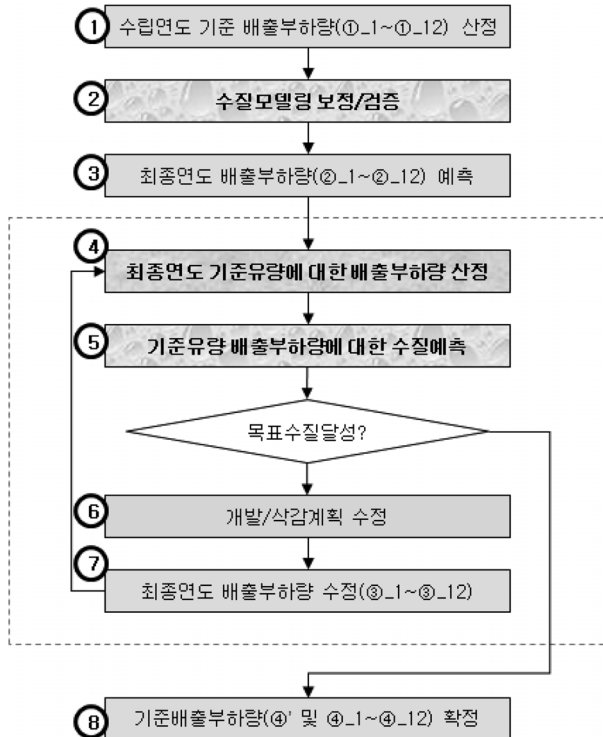 ① 수립연도 기준 배출부하량(①_1~①_12) 산정
② 수질모델링 보정/검증
③ 최종연도 배출부하량(②_1~②_12) 예측
④ 최종연도 기준유량에 대한 배출부하량 산정
⑤ 기준유량 배출부하량에 대한 수질예측
목표수질달성?
⑥ 개발/삭감계획 수정
⑦ 최종연도 배출부하량 수정(③_1~③_12)
⑧ 기준배출부하량(④' 및 ④_1~④_12) 확정